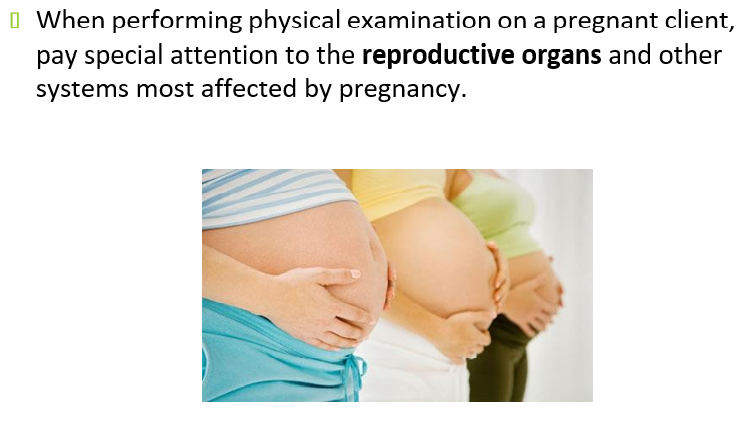 When performing physical examination on a pregnant client,
pay special attention to the reproductive organs and other
systems most affected by pregnancy.